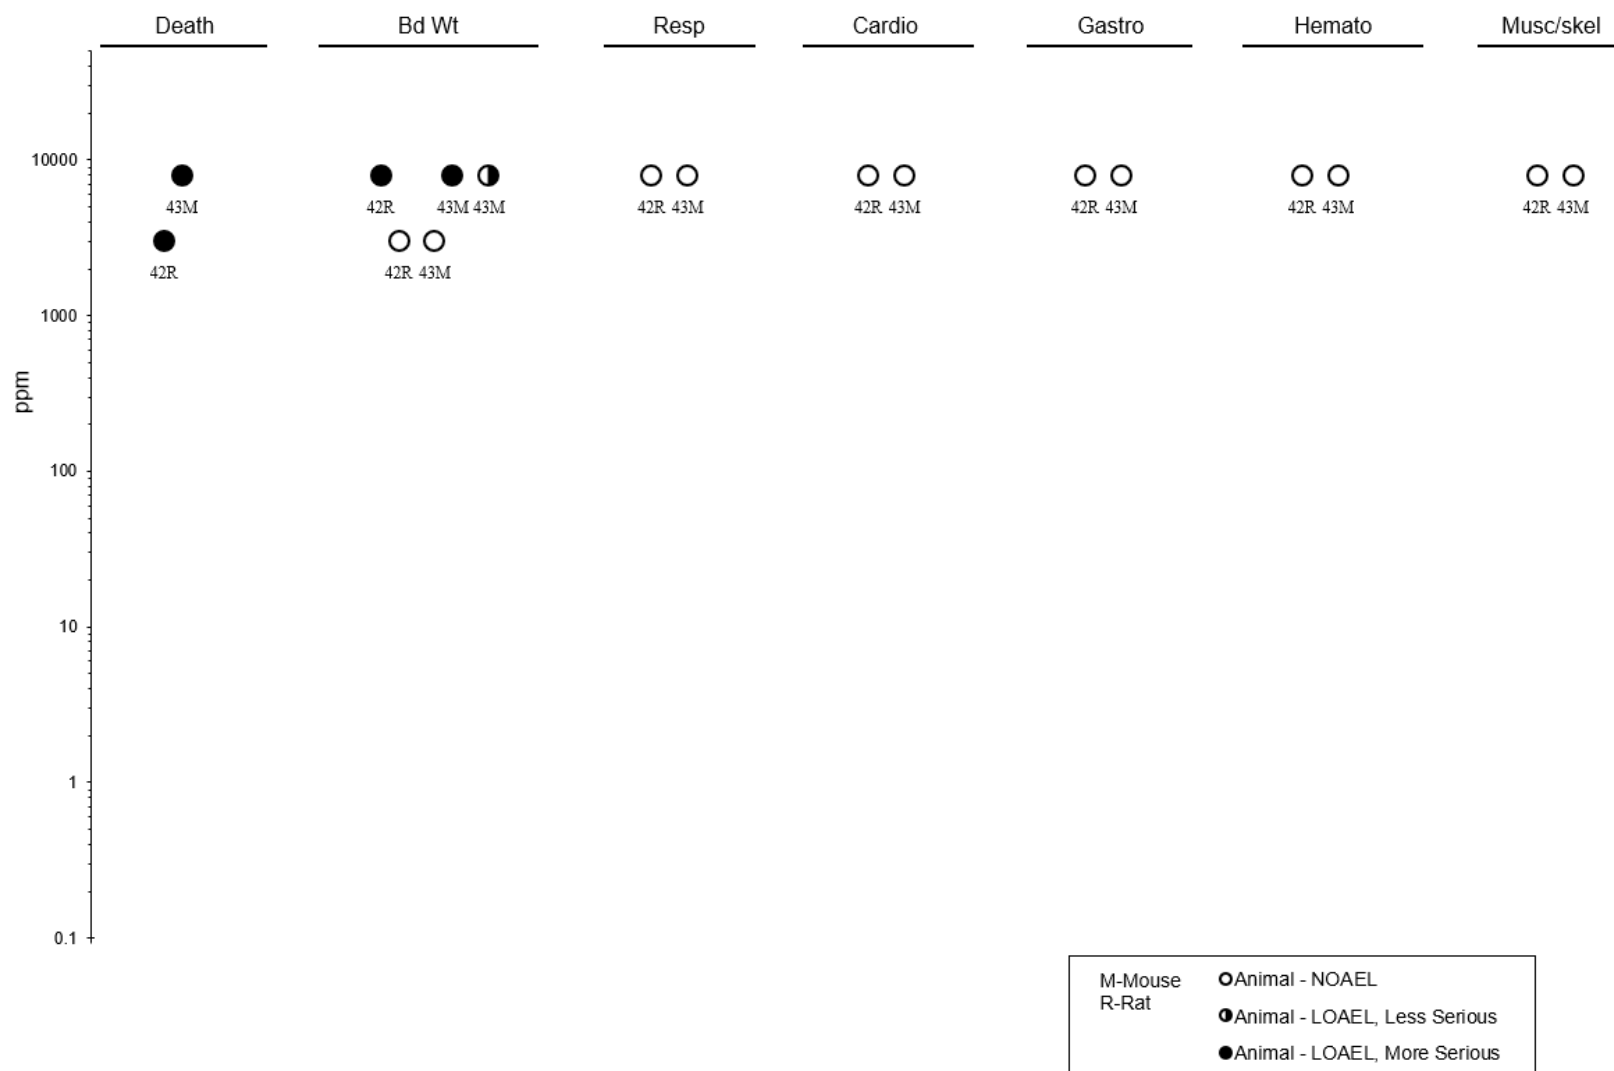 Death Bd Wt Resp Cardio Gastro Hemato Musc/skel
10000
43M 42R 43M 43M 42R 43M 42R 43M 42R 43M 42R 43M 42R 43M
42R 42R 43M
1000
ppm
100
10
1
0.1
M-Mouse Animal - NOAEL
R-Rat
Animal - LOAEL, Less Serious
Animal - LOAEL, More Serious